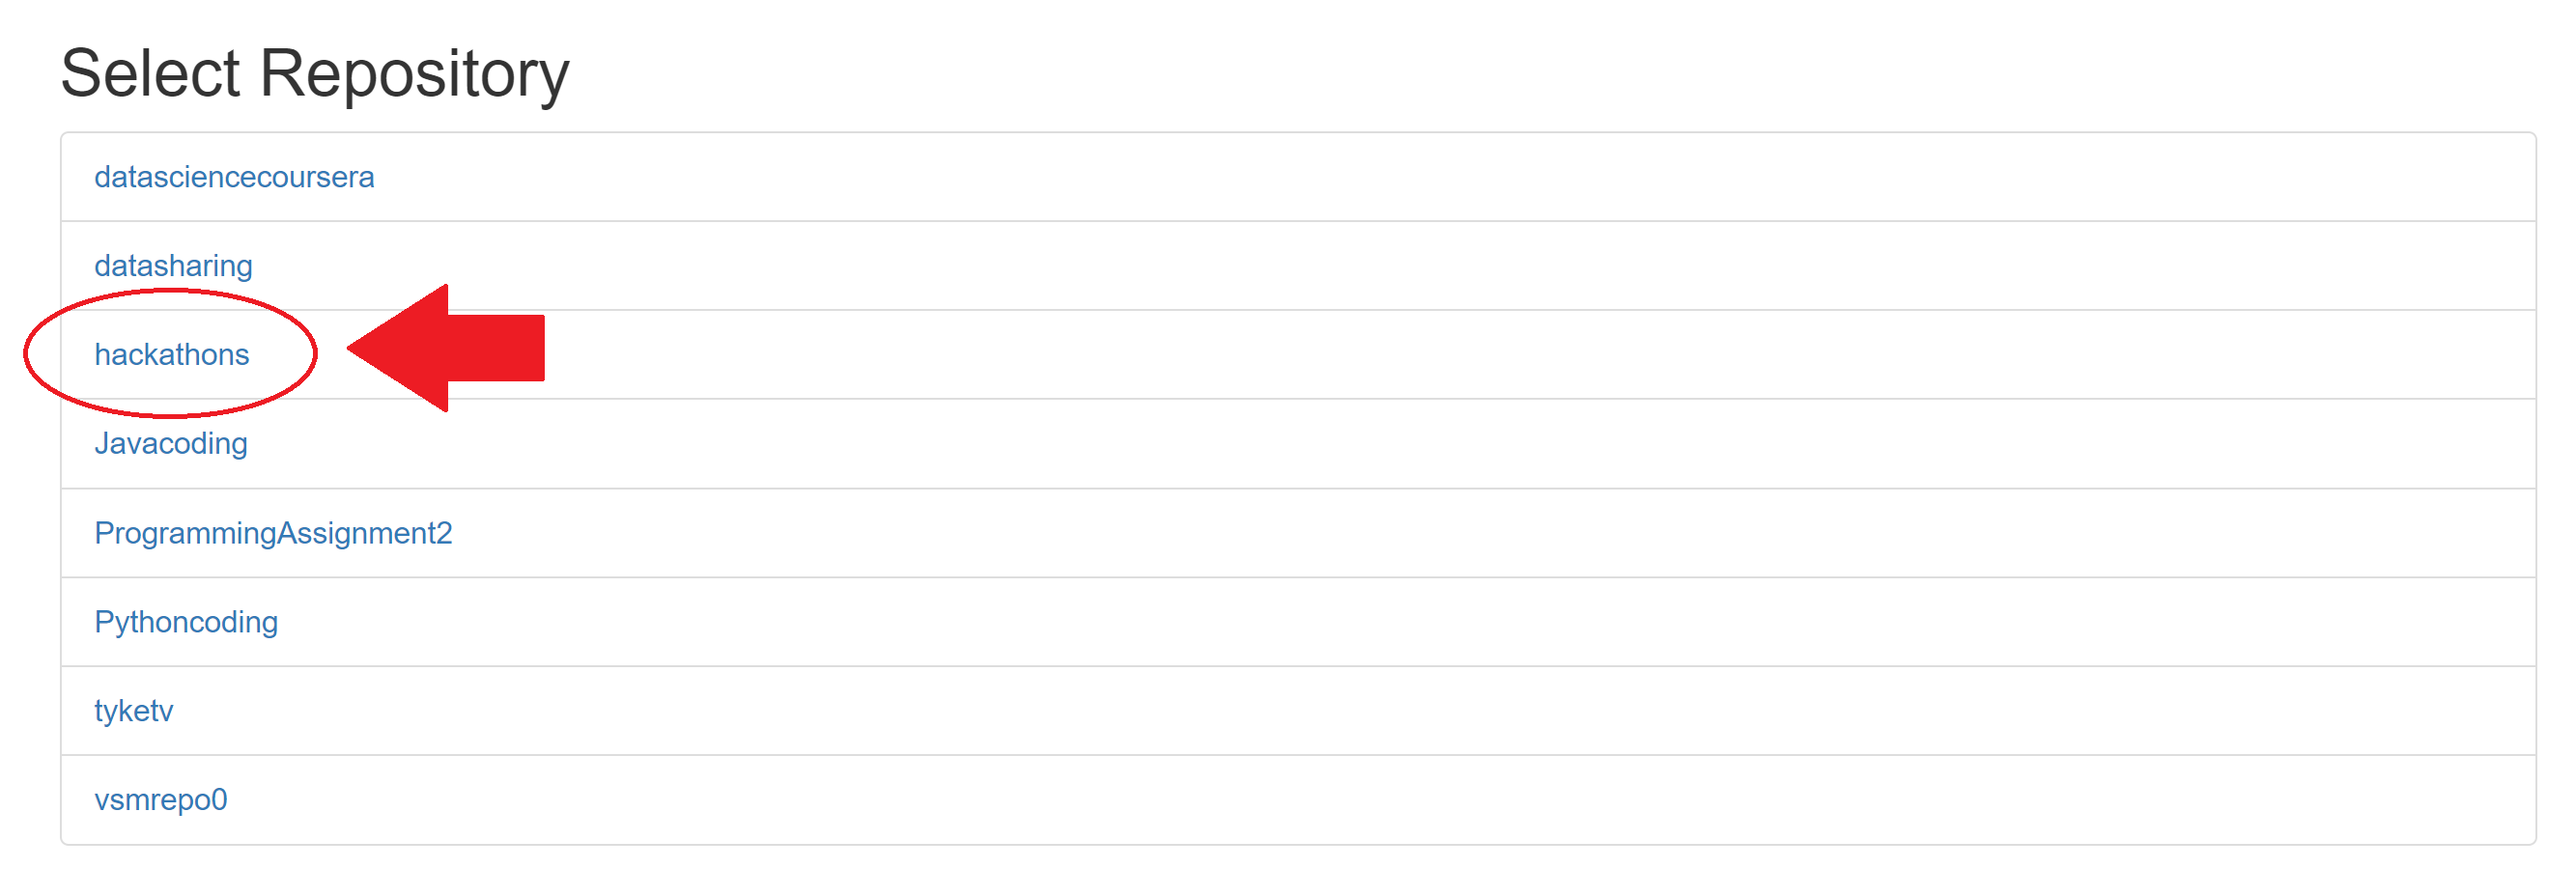 Select Repository
datasciencecoursera
datasharing
hackathons
Javacoding
ProgrammingAssignment2
Pythoncoding
tyketv
vsmrepo0